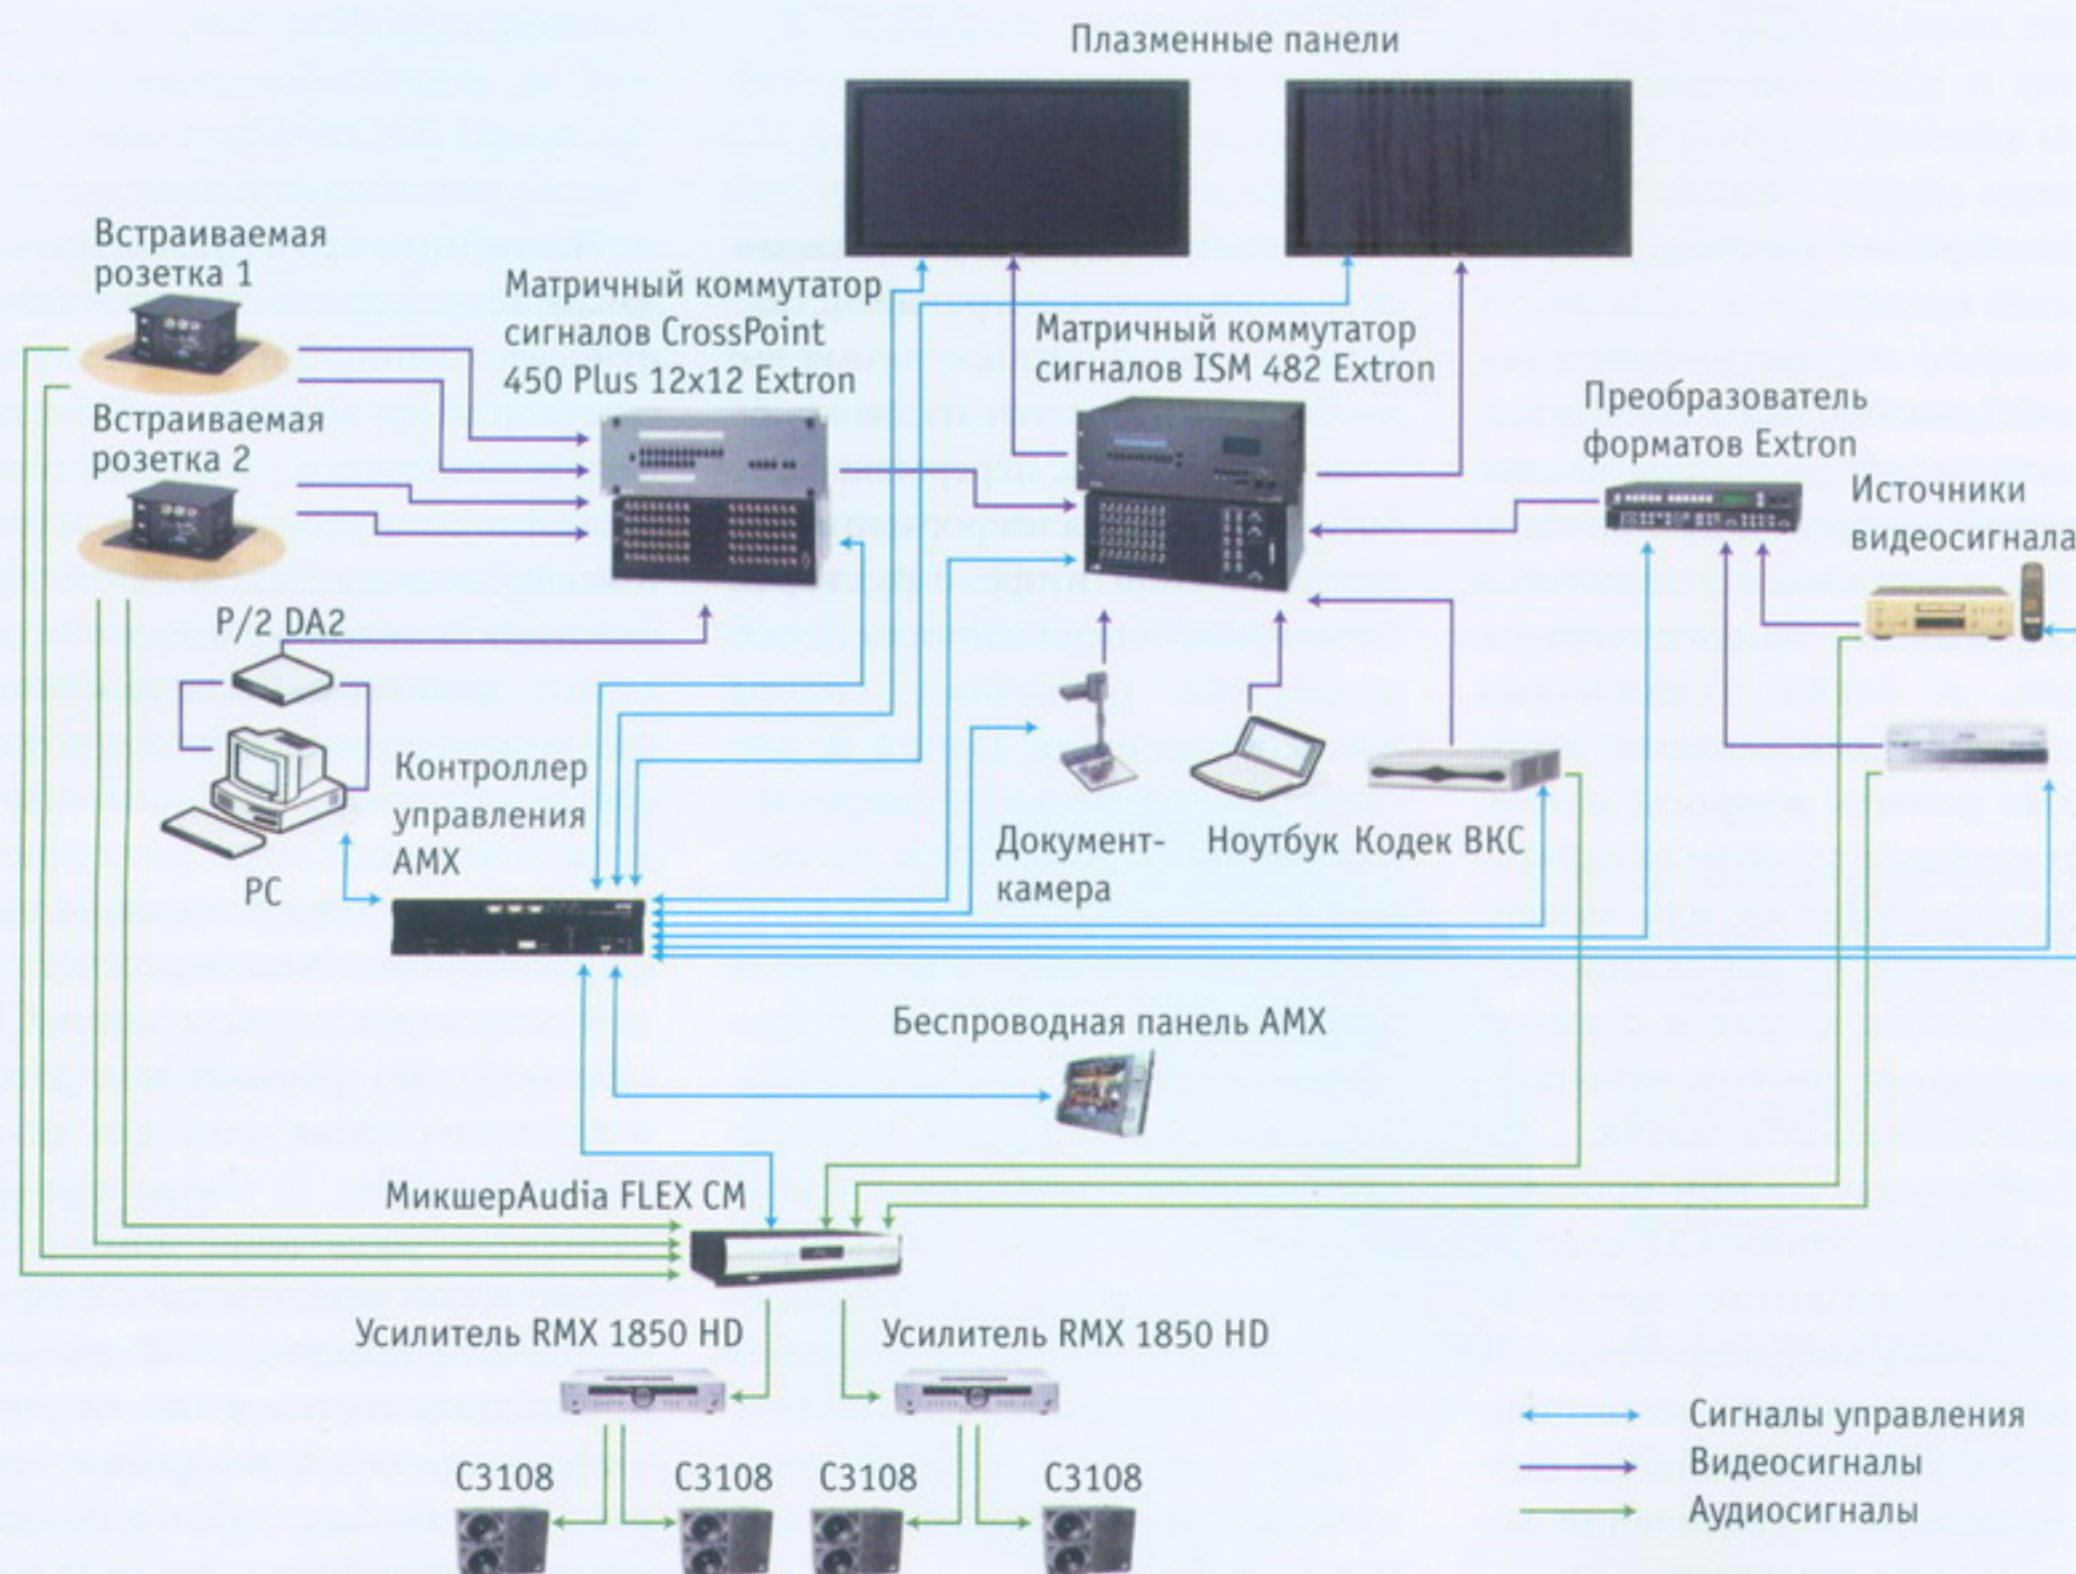 Плазменные панели
Встраиваемая
розетка 1
Матричный коммутатор
сигналов CrossPoint
450 Plus 12x12 Extron
Матричный коммутатор
сигналов ISM 482 Extron
Преобразователь
форматов Extron
Встраиваемая
розетка 2
Источники
видеосигнала
P/2 DA2
Контроллер
управления
AMX
PC
Документ-
камера
Ноутбук
Кодек ВКС
Беспроводная панель AMX
МикшерAudia FLEX CM
Усилитель RMX 1850 HD
Усилитель RMX 1850 HD
C3108
C3108
C3108
C3108
Сигналы управления
Видеосигналы
Аудиосигналы